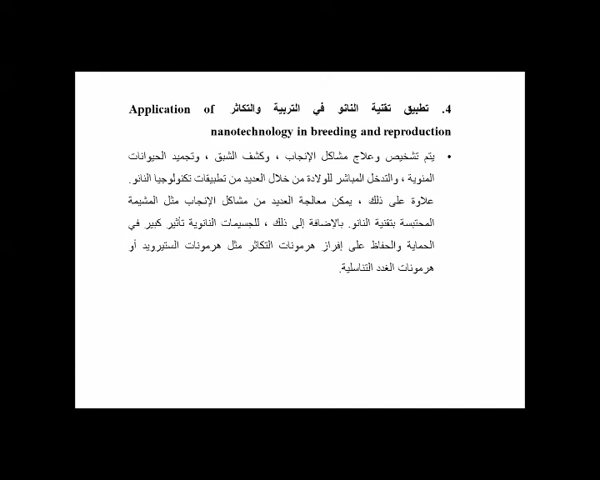 4. تطبيق تقنية النانو في التربية والتكاثر Application of
nanotechnology in breeding and reproduction
• يتم تشخيص وعلاج مشاكل الإنجاب ، وكشف الشبق ، وتجميد الحيوانات
المنوية ، والتدخل المباشر للولادة من خلال العديد من تطبيقات تكنولوجيا النانو.
علاوة على ذلك ، يمكن معالجة العديد من مشاكل الإنجاب مثل المشيمة
المحتبسة بتقنية النانو. بالإضافة إلى ذلك ، للجسيمات النانوية تأثير كبير في
الحماية والحفاظ على إفراز هرمونات التكاثر مثل هرمونات الستيرويد أو
هرمونات الغدد التناسلية.